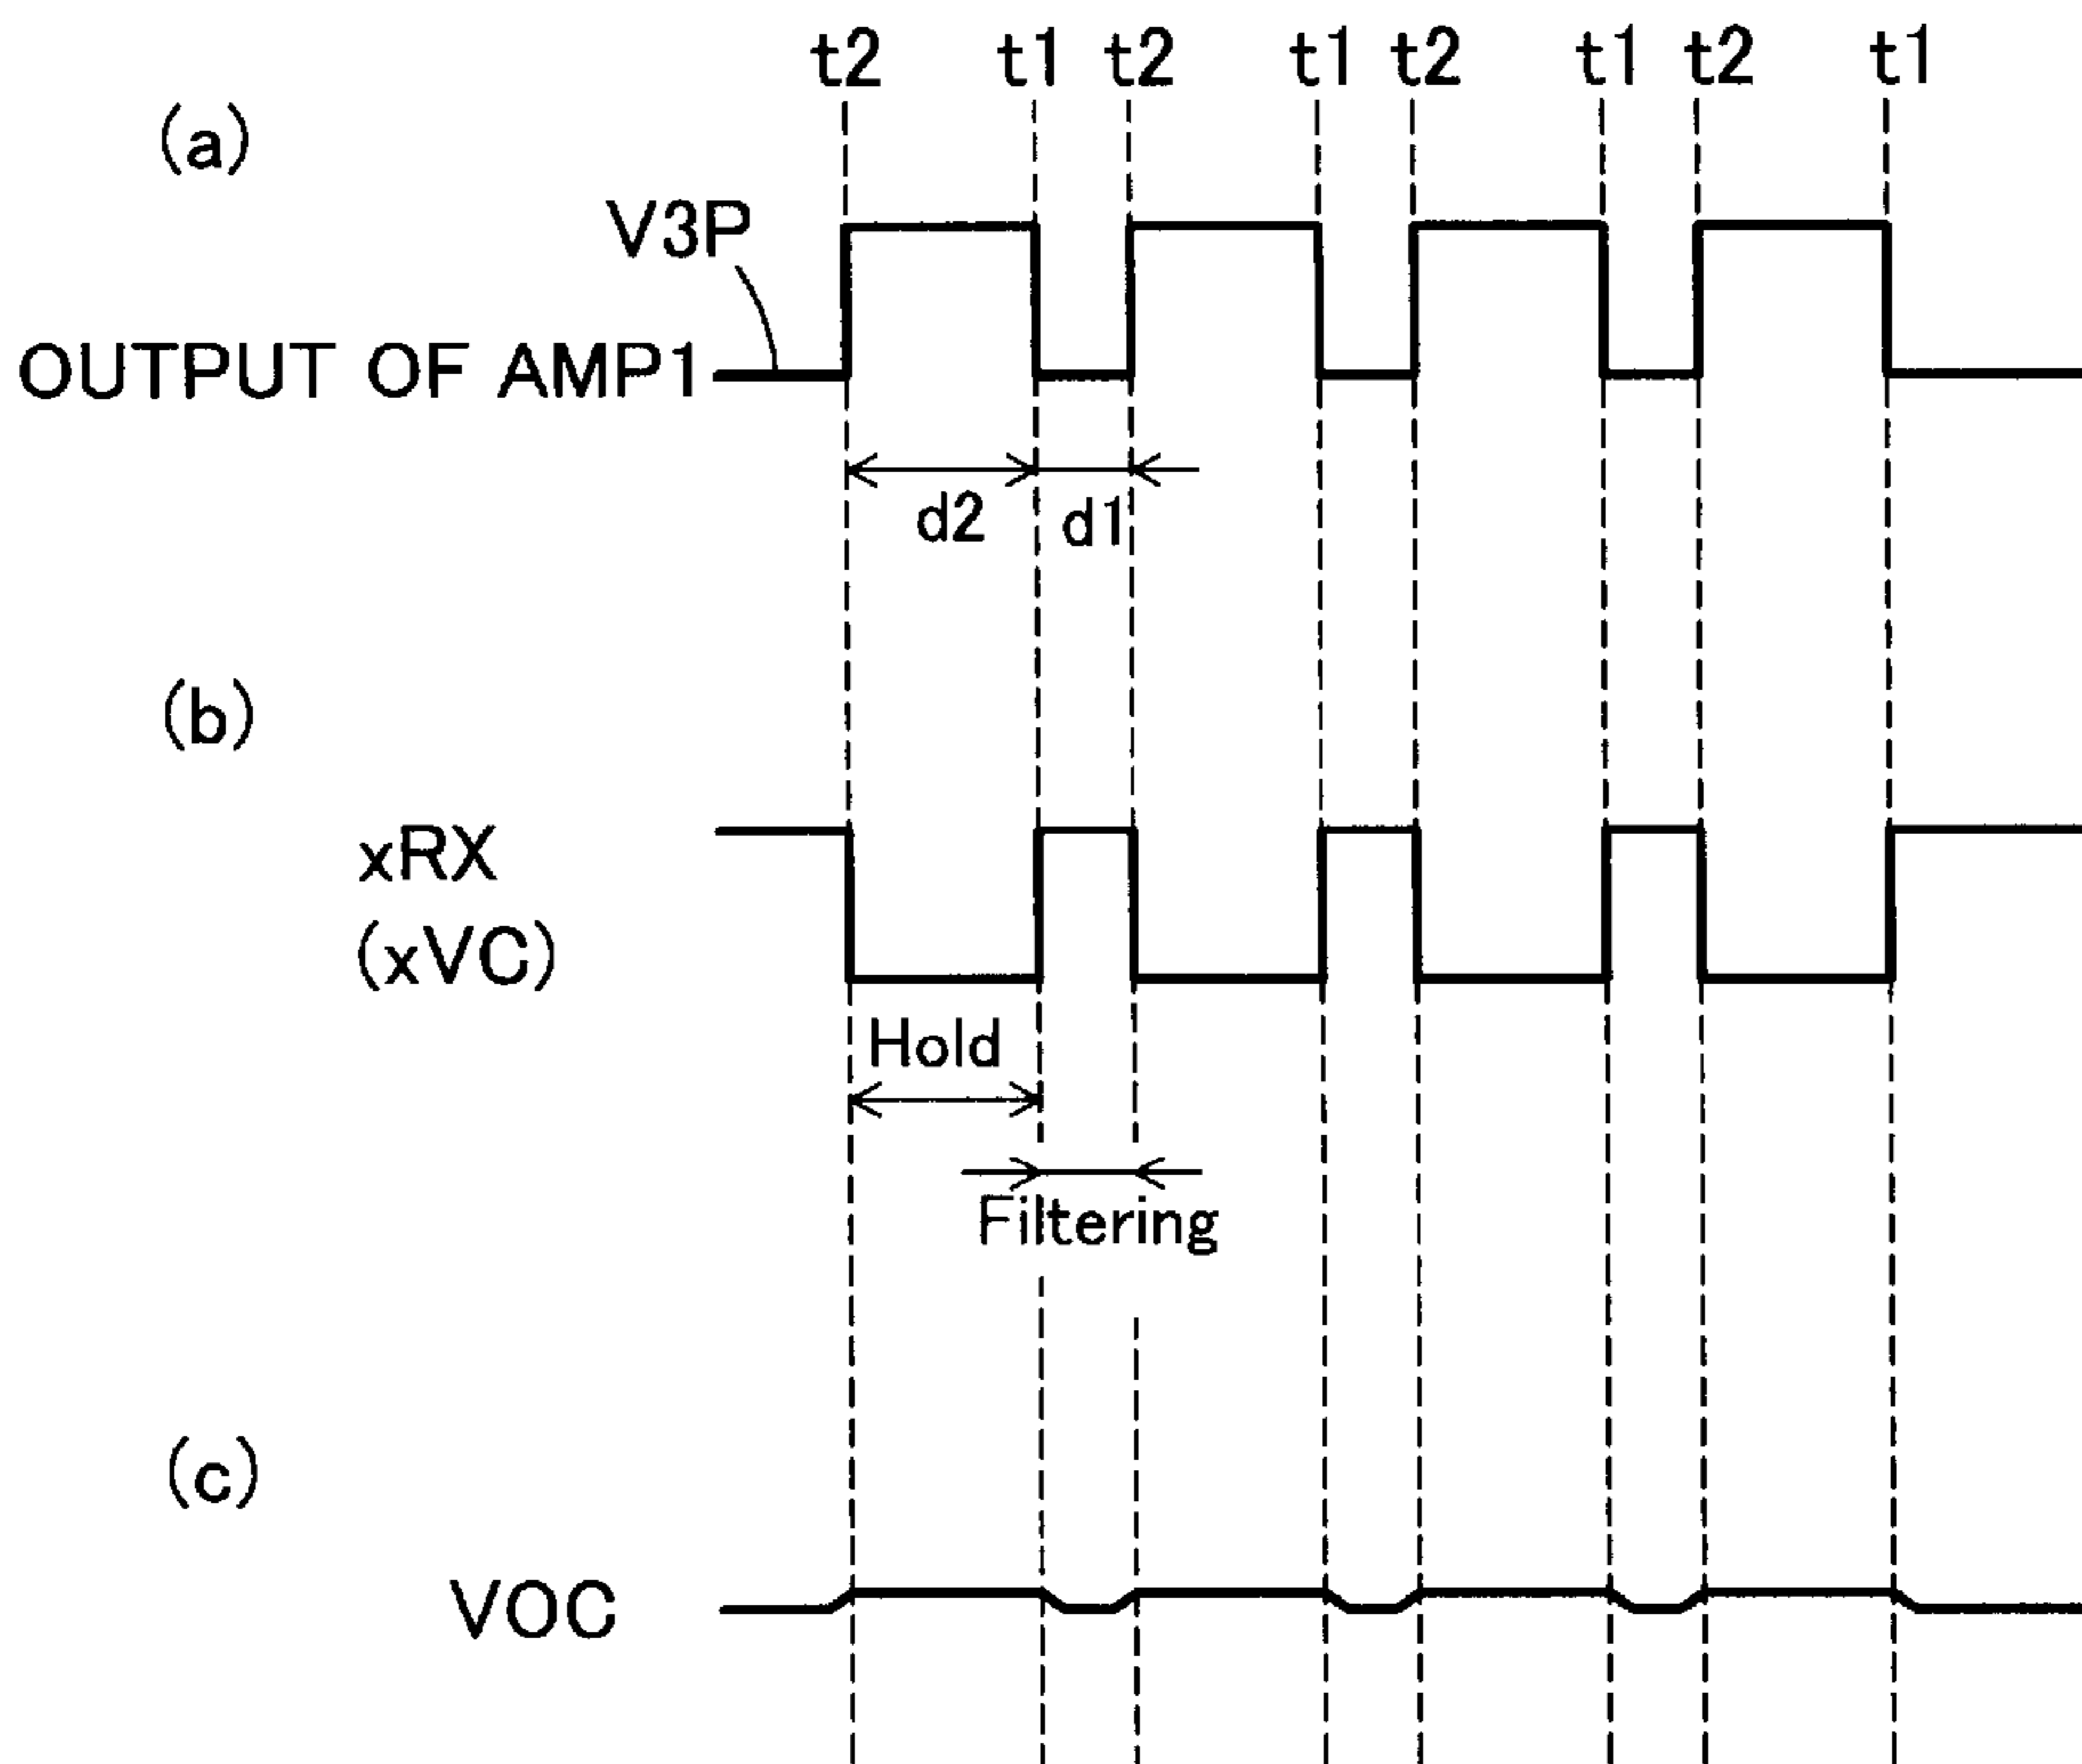 t2 t1 t2 t1 t2 t1 t2 t1
(a)
V3P
OUTPUT OF AMP1
d2 d1
(b)
xRX
(xVC)
Hold
Filtering
(c)
VOC